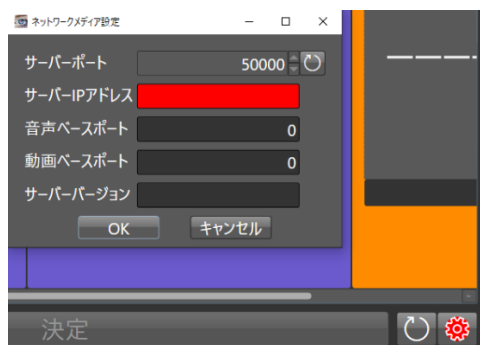 ネットワークメディア設定
サーバーポート 50000
サーバーIPアドレス
音声ベースポート 0
動画ベースポート 0
サーバーバージョン
OK キャンセル
決定